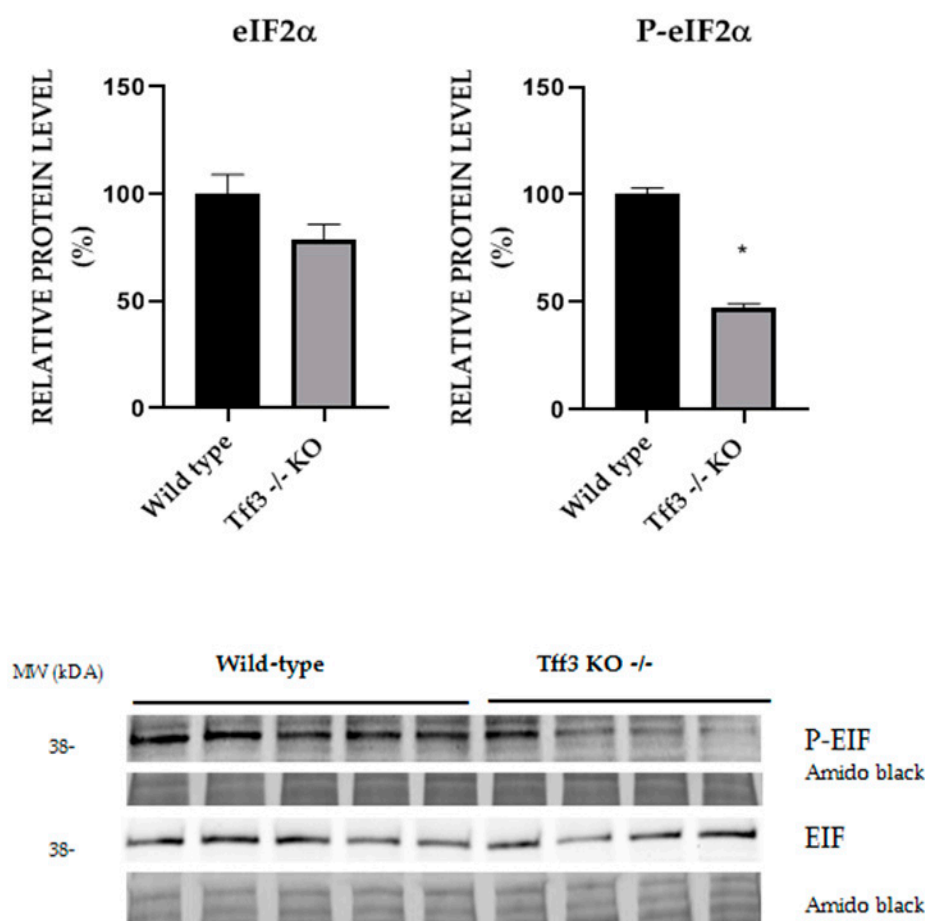 eIF2α
P-eIF2α
RELATIVE PROTEIN LEVEL
(%)
150
100
50
0
Wild type
Tff3 -/- KO
RELATIVE PROTEIN LEVEL
(%)
150
100
50
0
*
Wild type
Tff3 -/- KO
MW (kDA)
Wild-type
Tff3 KO -/-
38-
P-EIF
Amido black
38-
EIF
Amido black